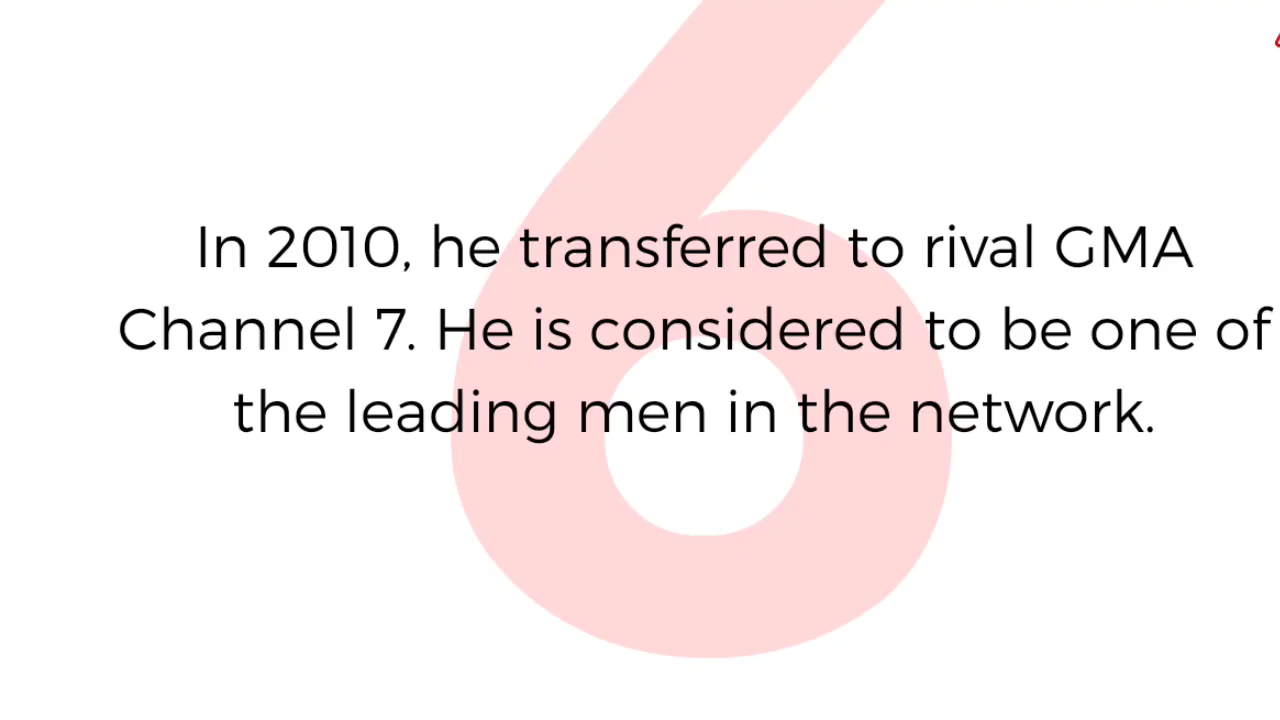 6
In 2010, he transferred to rival GMA
Channel 7. He is considered to be one of
the leading men in the network.